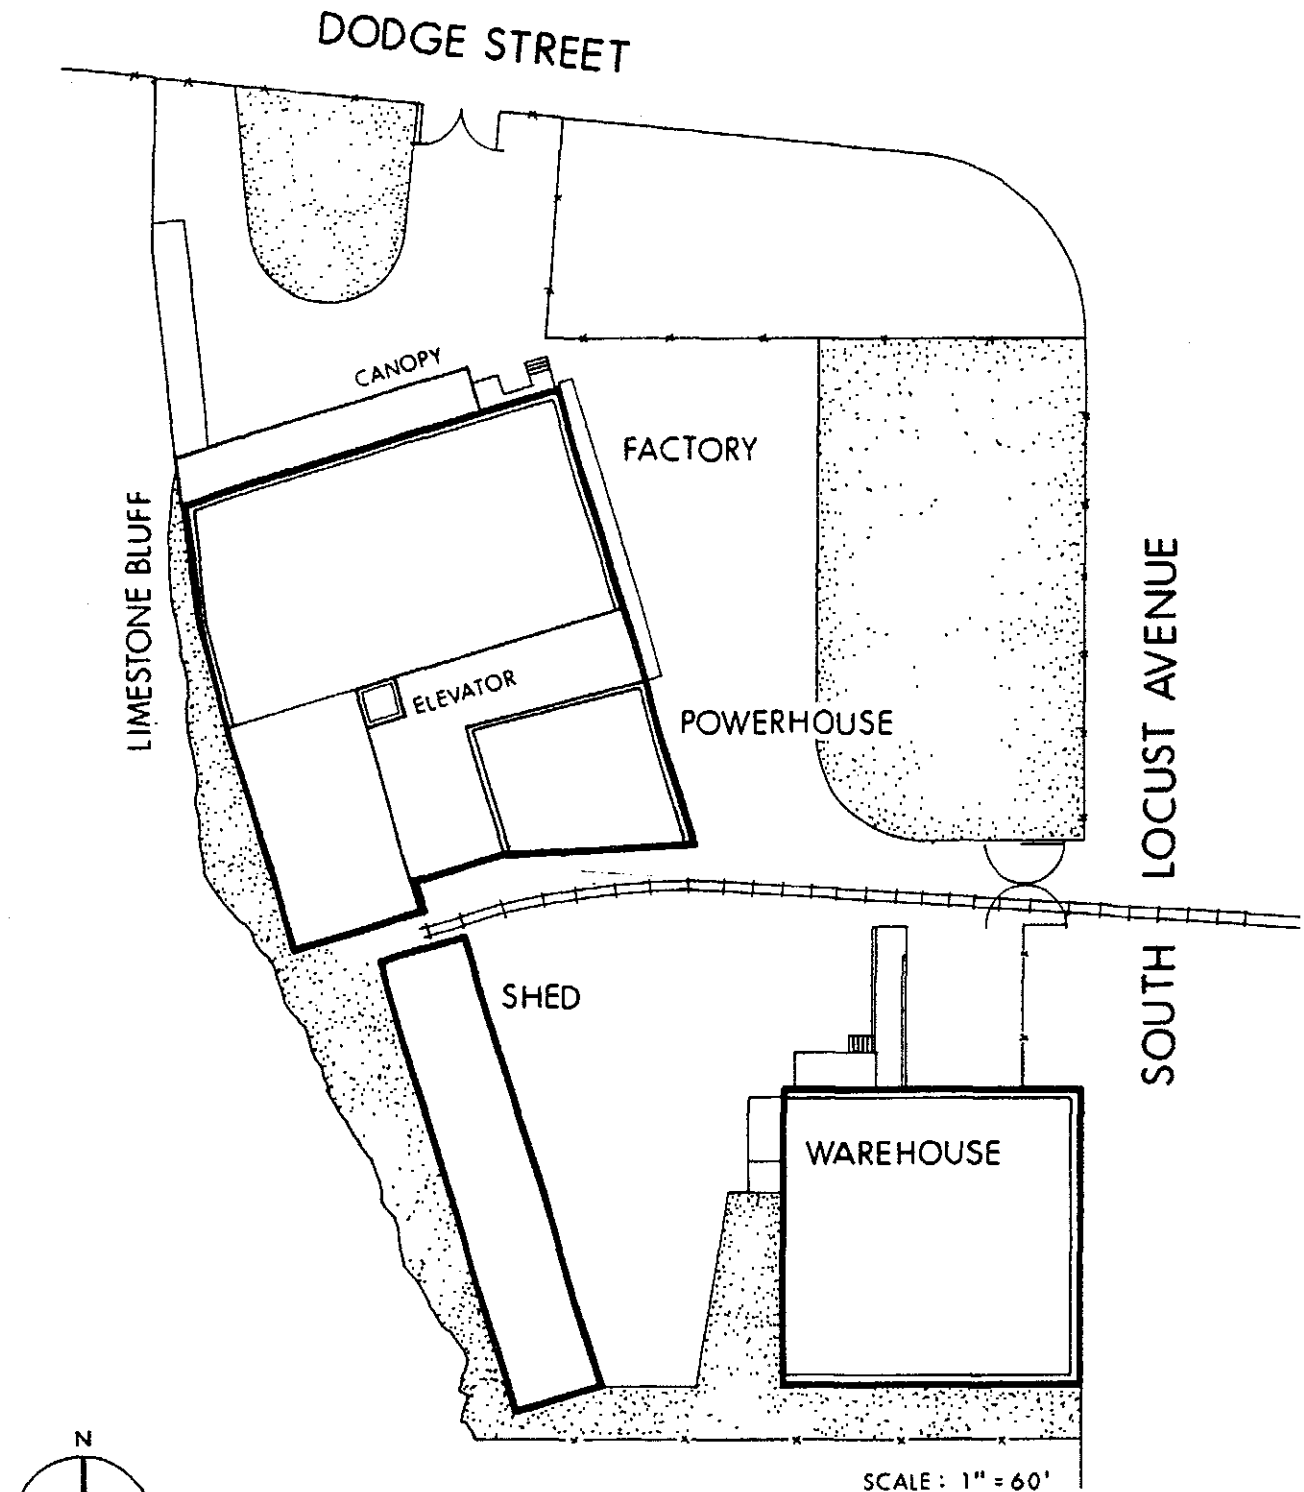 DODGE STREET
CANOPY
FACTORY
LIMESTONE BLUFF
ELEVATOR
POWERHOUSE
SOUTH LOCUST AVENUE
SHED
WAREHOUSE
N
SCALE: 1" = 60'